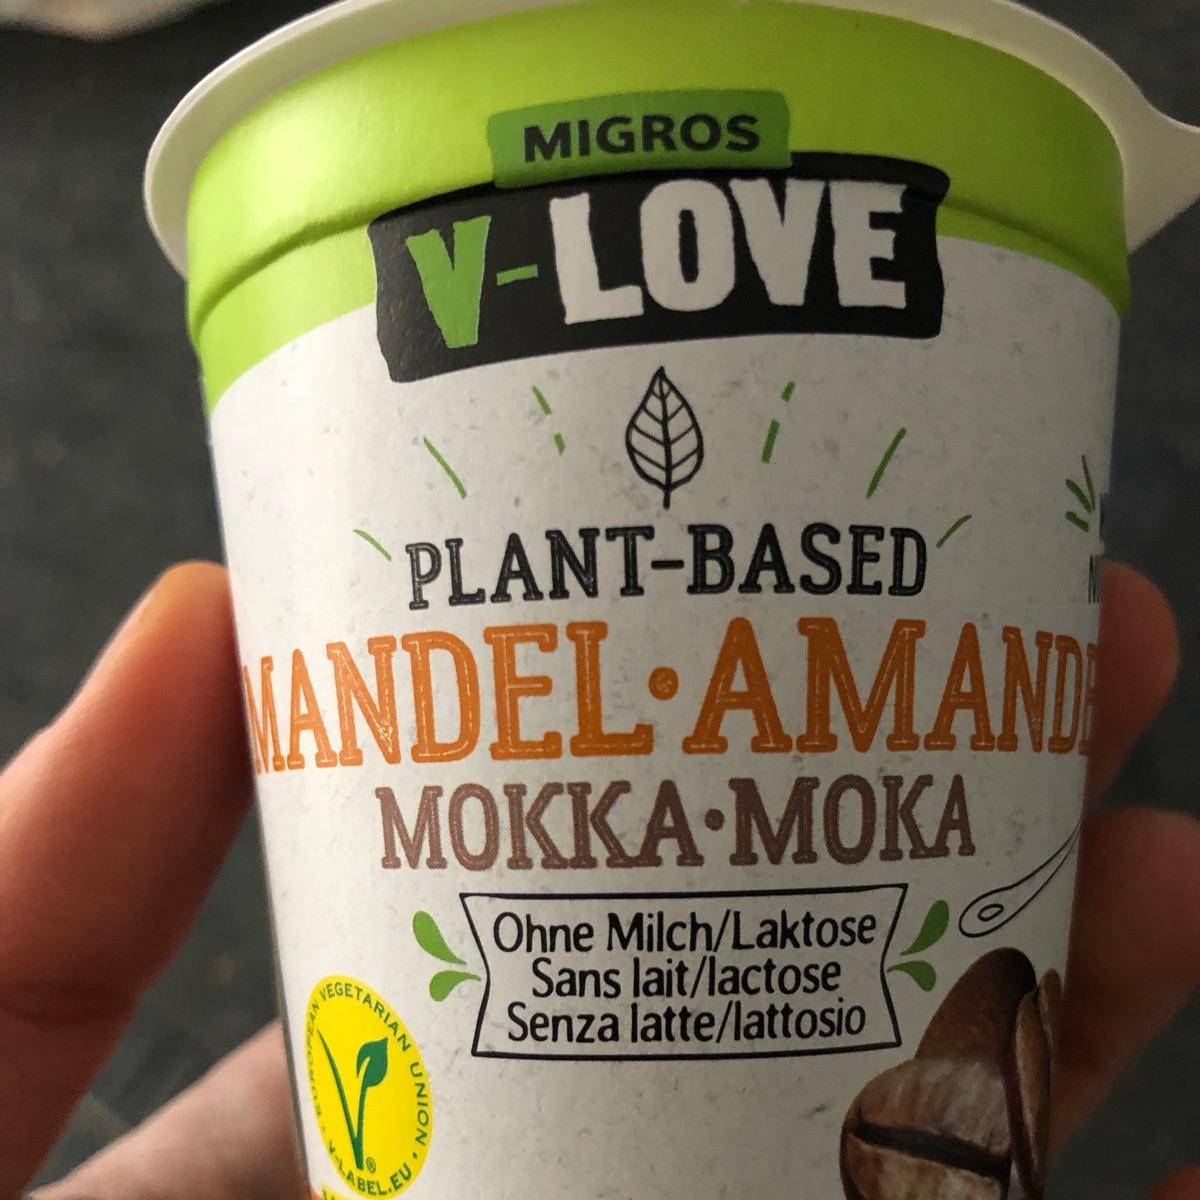 MIGROS
V-LOVE
PLANT-BASED
MANDEL·AMANDE
MOKKA·MOKA
Ohne Milch/Laktose
Sans lait/lactose
Senza latte/lattosio
EUROPEAN VEGETARIAN UNION · V-LABEL.EU ·